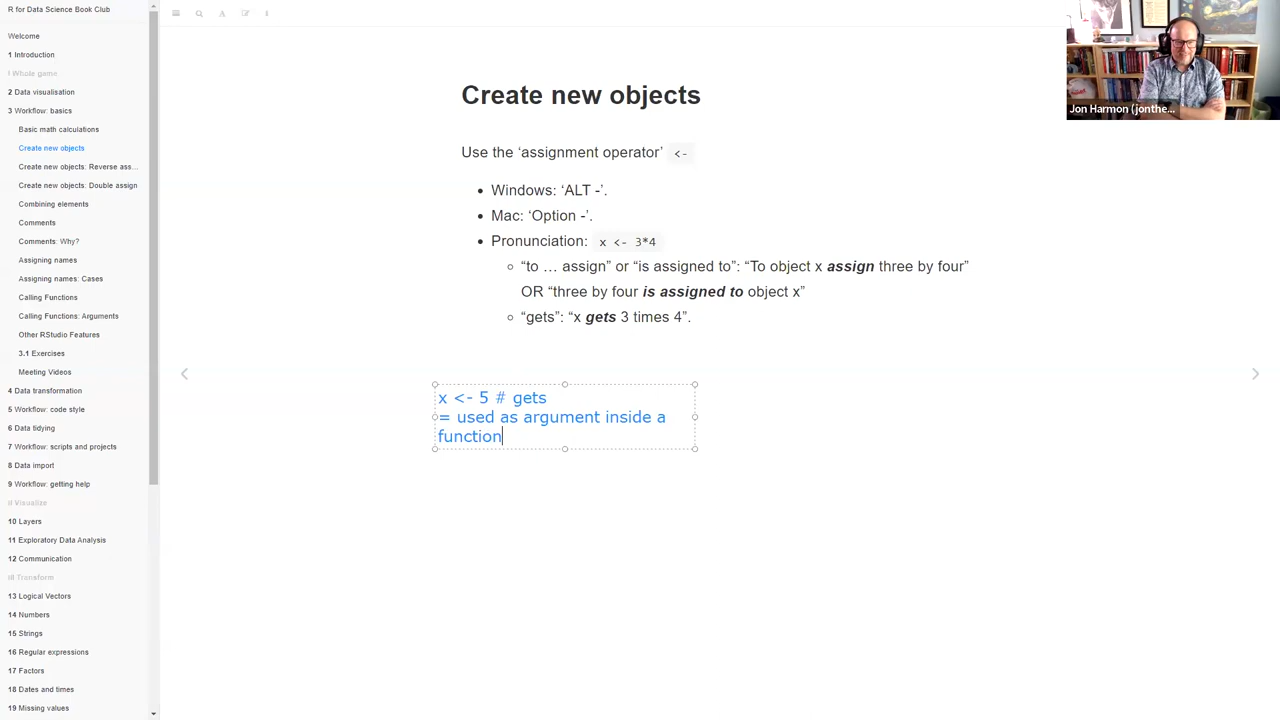 R for Data Science Book Club
Welcome
1 Introduction
I Whole game
2 Data visualisation
3 Workflow: basics
Basic math calculations
Create new objects
Create new objects: Reverse ass...
Create new objects: Double assign
Combining elements
Comments
Comments: Why?
Assigning names
Assigning names: Cases
Calling Functions
Calling Functions: Arguments
Other RStudio Features
3.1 Exercises
Meeting Videos
4 Data transformation
5 Workflow: code style
6 Data tidying
7 Workflow: scripts and projects
8 Data import
9 Workflow: getting help
II Visualize
10 Layers
11 Exploratory Data Analysis
12 Communication
III Transform
13 Logical Vectors
14 Numbers
15 Strings
16 Regular expressions
17 Factors
18 Dates and times
19 Missing values
Create new objects
Use the ‘assignment operator’ <-
Windows: ‘ALT -’.
Mac: ‘Option -’.
Pronunciation: x <- 3*4
“to … assign” or “is assigned to”: “To object x assign three by four”
OR “three by four is assigned to object x”
“gets”: “x gets 3 times 4”.
x <- 5 # gets
= used as argument inside a
function
Jon Harmon (jonthe...